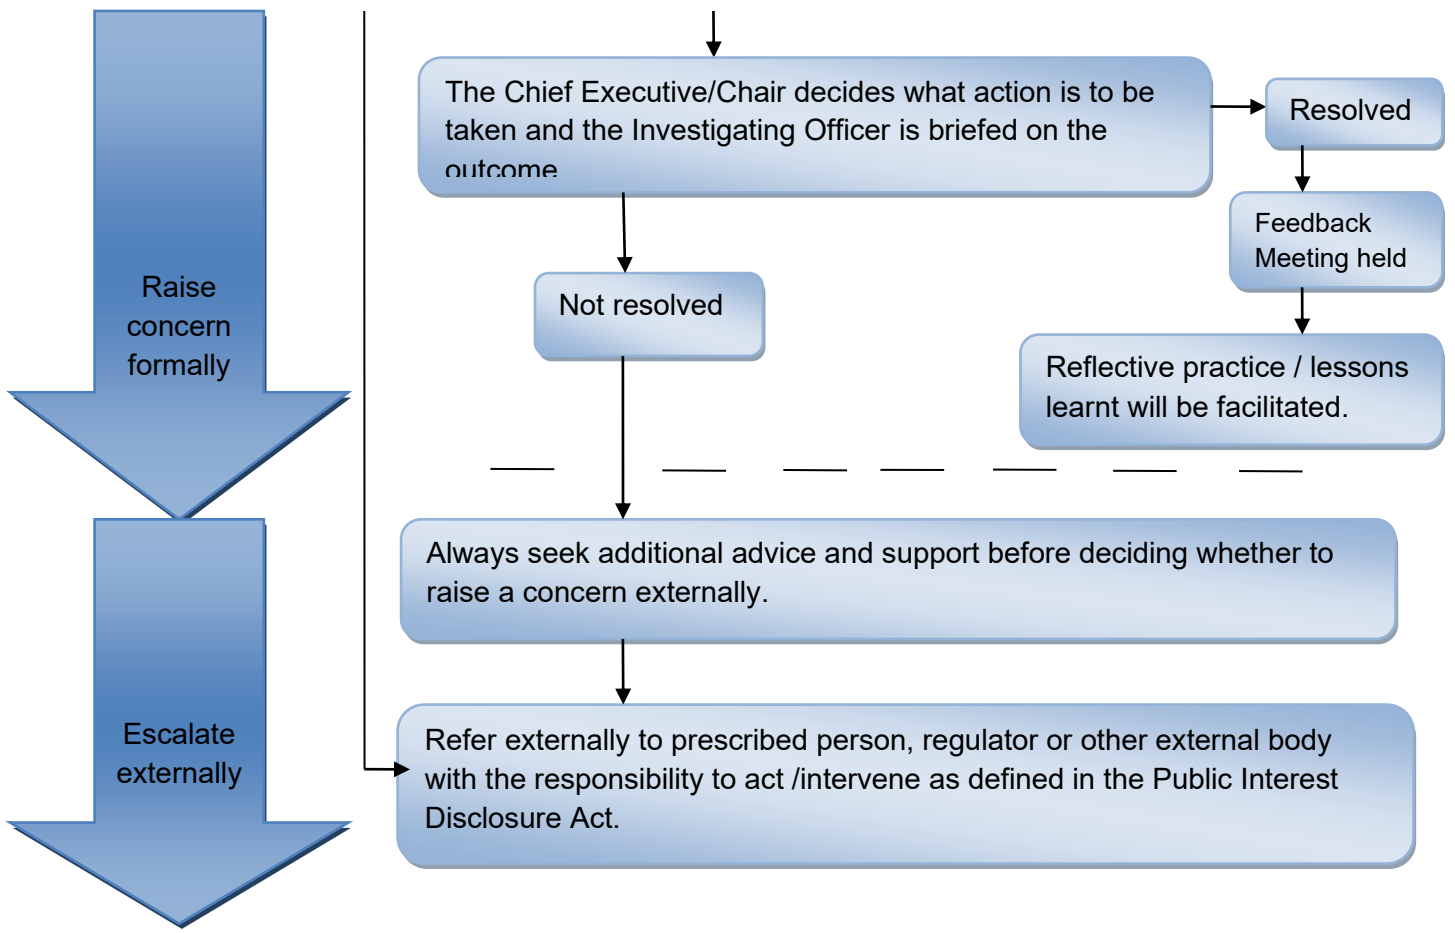 The Chief Executive/Chair decides what action is to be
taken and the Investigating Officer is briefed on the
outcome
Resolved
Feedback
Meeting held
Raise
concern
formally
Not resolved
Reflective practice / lessons
learnt will be facilitated.
Always seek additional advice and support before deciding whether to
raise a concern externally.
Escalate
externally
Refer externally to prescribed person, regulator or other external body
with the responsibility to act /intervene as defined in the Public Interest
Disclosure Act.